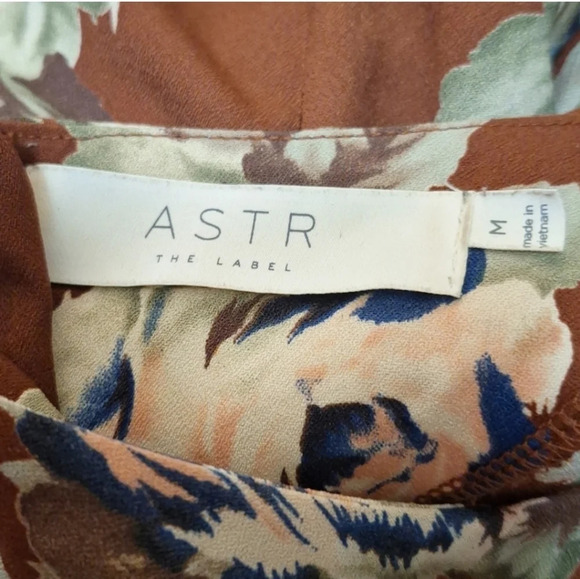 ASTR
THE LABEL
M
made in
vietnam